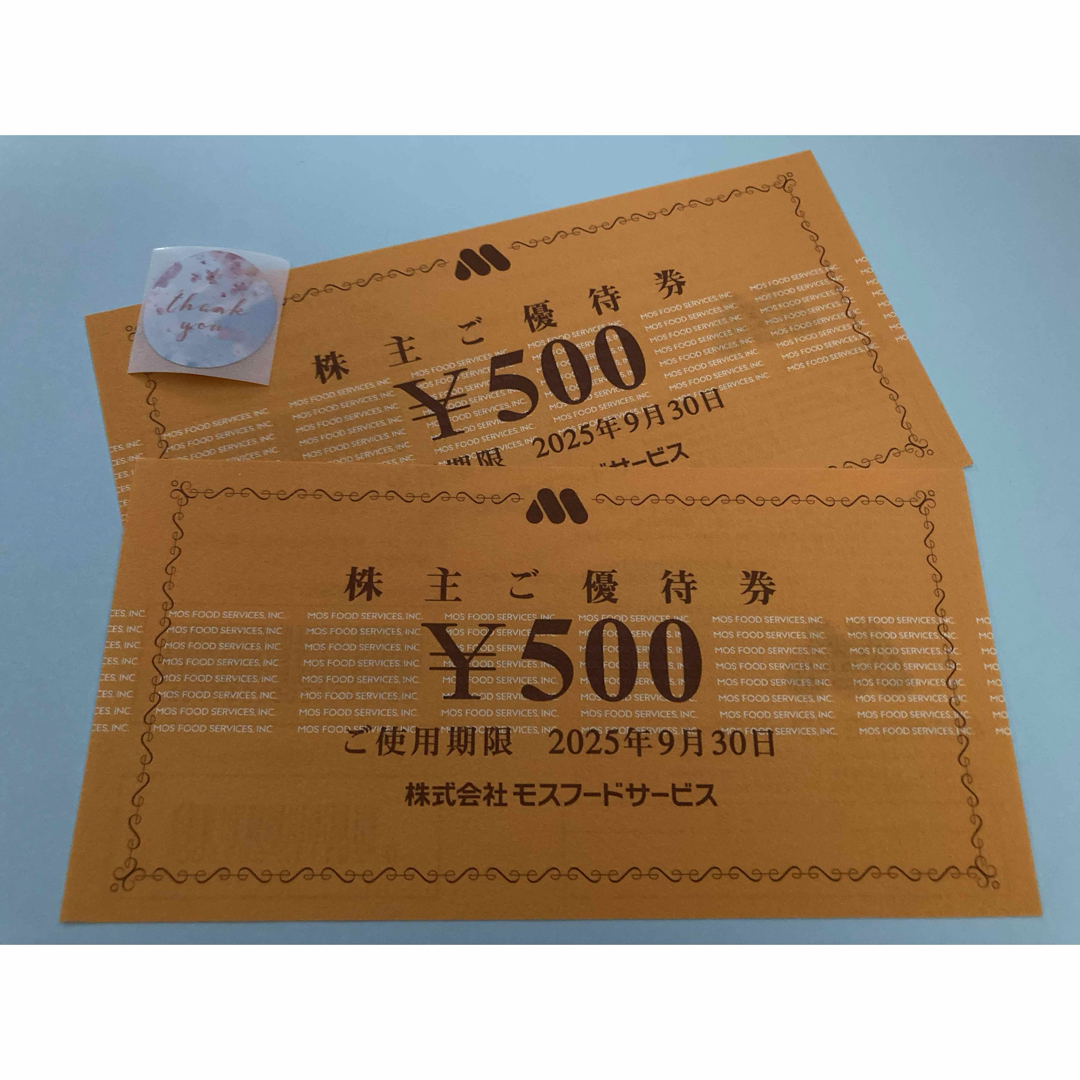 thank
you
株主ご優待券
¥500
期限 2025年9月30日
サービス
株主ご優待券
¥500
ご使用期限 2025年9月30日
株式会社モスフードサービス
MOS FOOD SERVICES, INC.